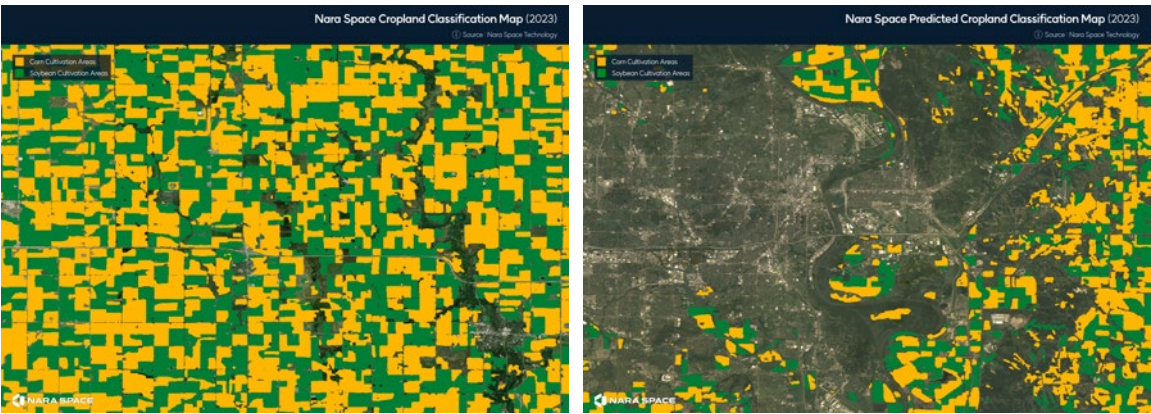 Nara Space Cropland Classification Map (2023)
Source : Nara Space Technology
Corn Cultivation Areas
Soybean Cultivation Areas
NARA SPACE
Nara Space Predicted Cropland Classification Map (2023)
Source : Nara Space Technology
Corn Cultivation Areas
Soybean Cultivation Areas
NARA SPACE